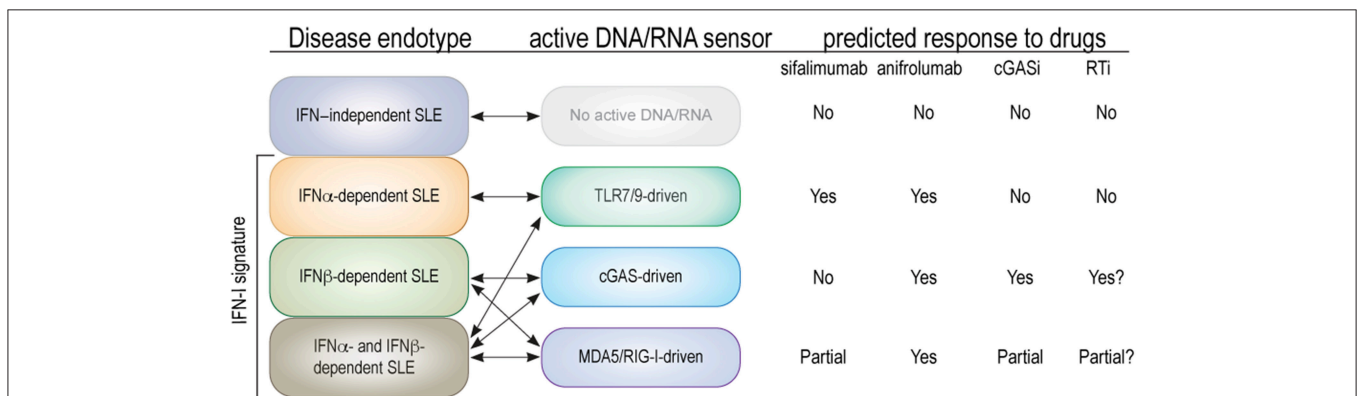 Disease endotype active DNA/RNA sensor predicted response to drugs
sifalimumab anifrolumab cGASi RTi
IFN–independent SLE No active DNA/RNA No No No No
IFNα-dependent SLE TLR7/9-driven Yes Yes No No
IFNβ-dependent SLE cGAS-driven No Yes Yes Yes?
IFNα- and IFNβ-
dependent SLE MDA5/RIG-I-driven Partial Yes Partial Partial?
IFN-I signature